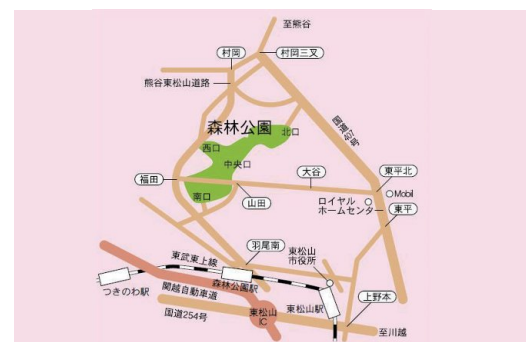 至熊谷
村岡
村岡三叉
熊谷東松山道路
国道407号
森林公園
北口
西口
中央口
大谷
東平北
福田
南口
山田
Mobil
ロイヤル
ホームセンター
東平
羽尾南
東松山
市役所
東武東上線
つきのわ駅
森林公園駅
関越自動車道
東松山駅
上野本
国道254号
東松山
IC
至川越